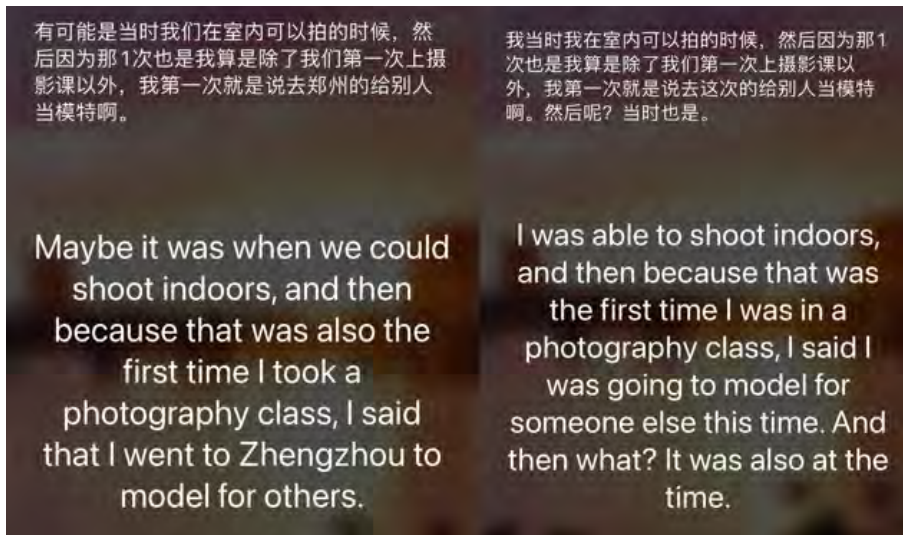 有可能是当时我们在室内可以拍的时候，然
后因为那1次也是我算是除了我们第一次上摄
影课以外，我第一次就是说去郑州的给别人
当模特啊。
Maybe it was when we could
shoot indoors, and then
because that was also the
first time I took a
photography class, I said
that I went to Zhengzhou to
model for others.
我当时我在室内可以拍的时候，然后因为那1
次也是我算是除了我们第一次上摄影课以
外，我第一次就是说去这次的给别人当模特
啊。然后呢？当时也是。
I was able to shoot indoors,
and then because that was
the first time I was in a
photography class, I said I
was going to model for
someone else this time. And
then what? It was also at the
time.